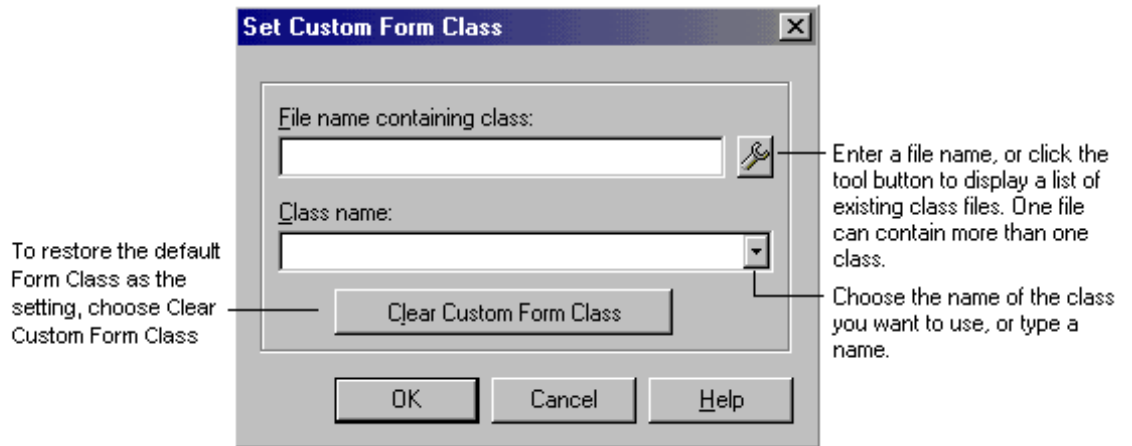 Set Custom Form Class
File name containing class:
Enter a file name, or click the
tool button to display a list of
existing class files. One file
can contain more than one
class.
Class name:
To restore the default
Form Class as the
setting, choose Clear
Custom Form Class
Choose the name of the class
you want to use, or type a
name.
Clear Custom Form Class
OK
Cancel
Help